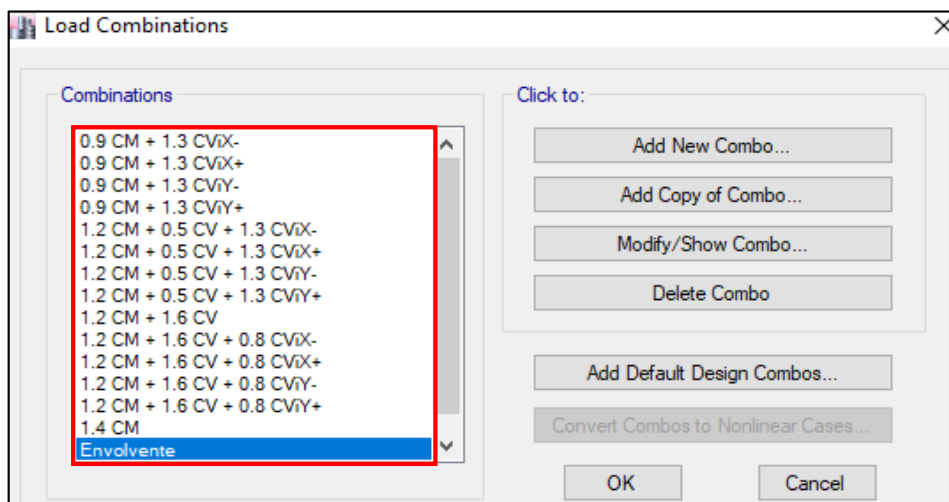 Load Combinations
Combinations
0.9 CM + 1.3 CViX-
0.9 CM + 1.3 CViX+
0.9 CM + 1.3 CViY-
0.9 CM + 1.3 CViY+
1.2 CM + 0.5 CV + 1.3 CViX-
1.2 CM + 0.5 CV + 1.3 CViX+
1.2 CM + 0.5 CV + 1.3 CViY-
1.2 CM + 0.5 CV + 1.3 CViY+
1.2 CM + 1.6 CV
1.2 CM + 1.6 CV + 0.8 CViX-
1.2 CM + 1.6 CV + 0.8 CViX+
1.2 CM + 1.6 CV + 0.8 CViY-
1.2 CM + 1.6 CV + 0.8 CViY+
1.4 CM
Envolvente
Click to:
Add New Combo...
Add Copy of Combo...
Modify/Show Combo...
Delete Combo
Add Default Design Combos...
Convert Combos to Nonlinear Cases...
OK
Cancel